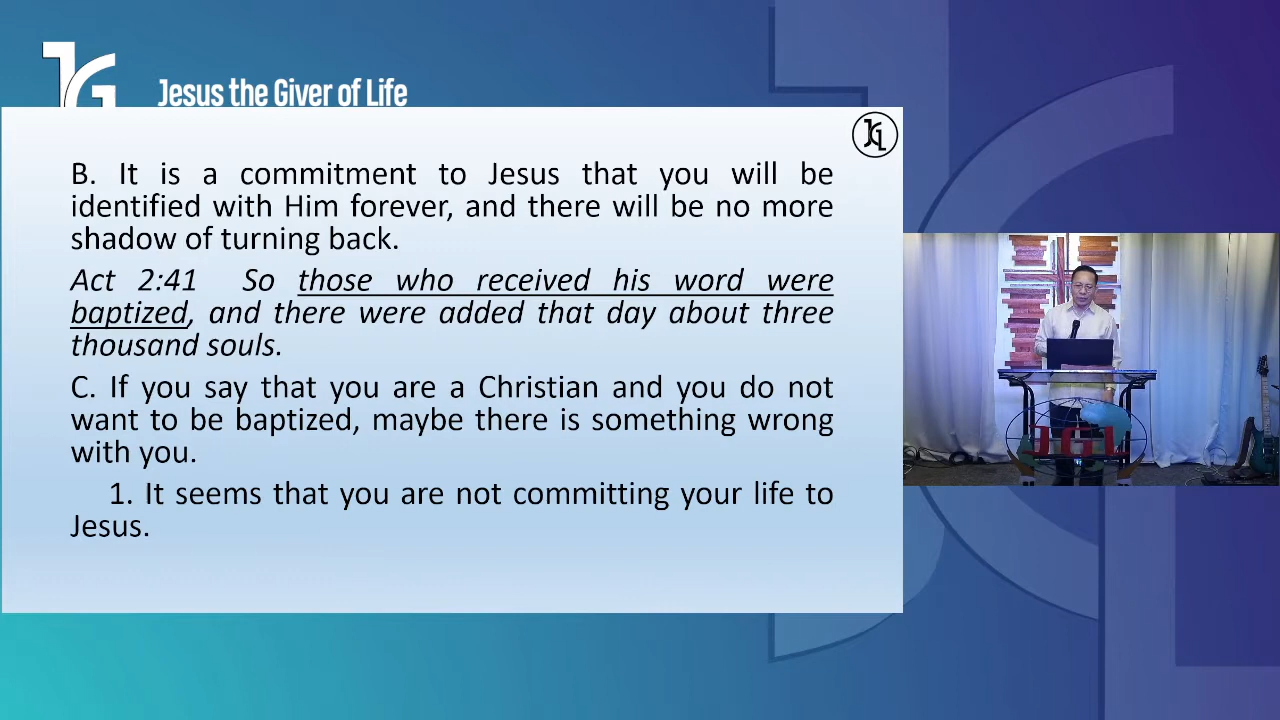 Jesus the Giver of Life
B. It is a commitment to Jesus that you will be
identified with Him forever, and there will be no more
shadow of turning back.
Act 2:41 So those who received his word were
baptized, and there were added that day about three
thousand souls.
C. If you say that you are a Christian and you do not
want to be baptized, maybe there is something wrong
with you.
1. It seems that you are not committing your life to
Jesus.